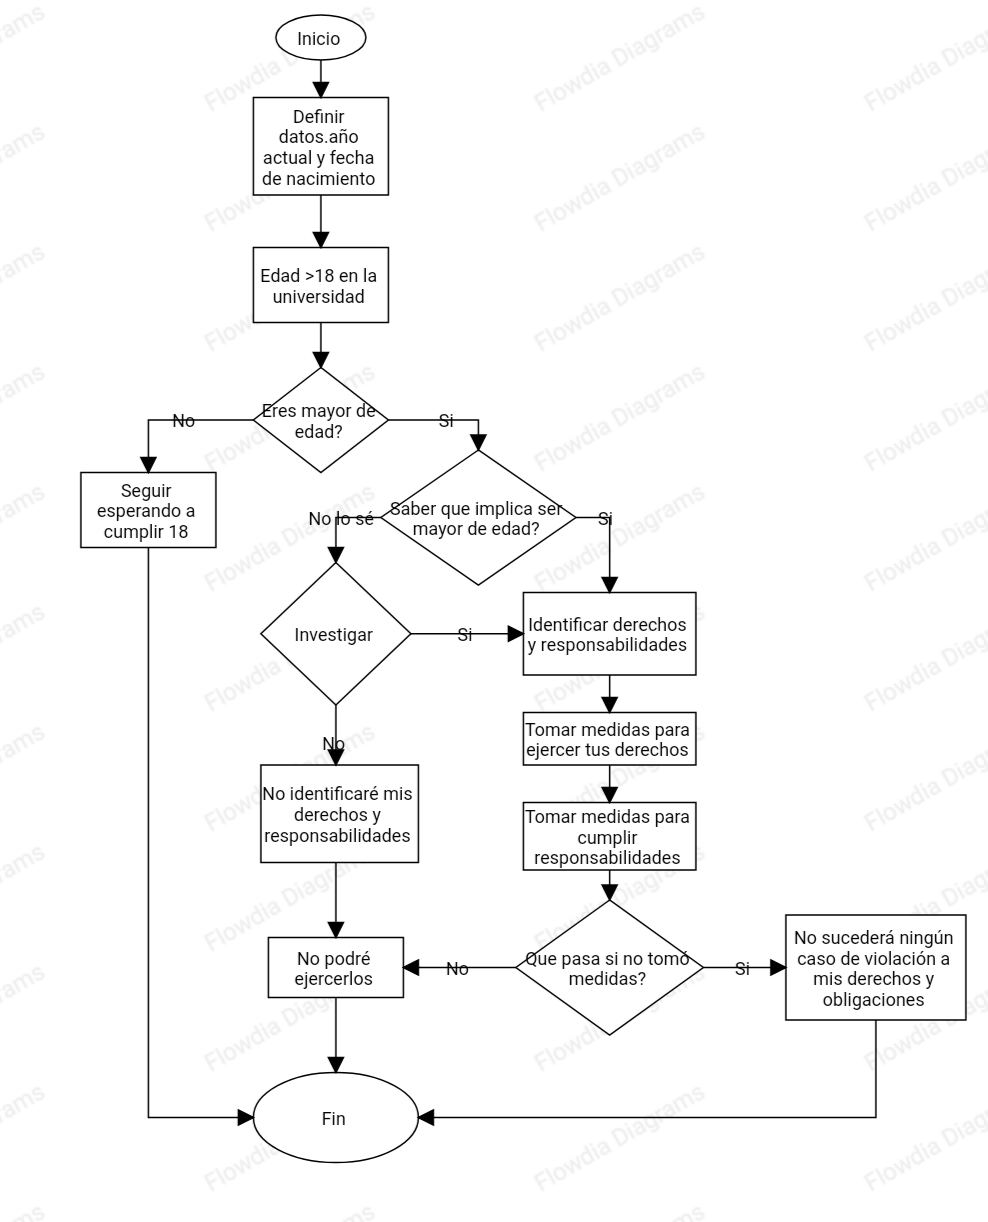 Inicio
Definir
datos.año
actual y fecha
de nacimiento
Edad >18 en la
universidad
Eres mayor de
edad?
No
Si
Seguir
esperando a
cumplir 18
Saber que implica ser
mayor de edad?
No lo sé
Si
Investigar
Si
Identificar derechos
y responsabilidades
No
Tomar medidas para
ejercer tus derechos
No identificaré mis
derechos y
responsabilidades
Tomar medidas para
cumplir
responsabilidades
No podré
ejercerlos
No
Que pasa si no tomó
medidas?
Si
No sucederá ningún
caso de violación a
mis derechos y
obligaciones
Fin
Flowdia Diagrams